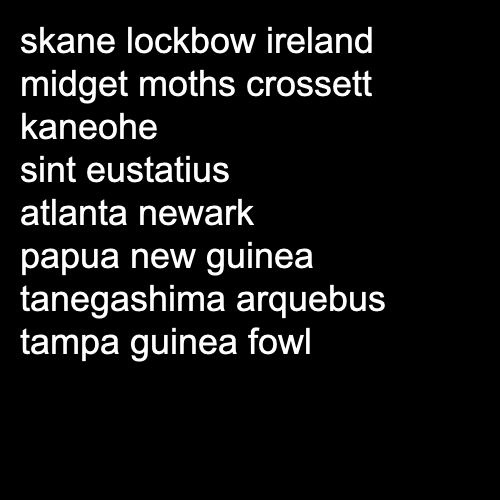 skane lockbow ireland
midget moths crossett
kaneohe
sint eustatius
atlanta newark
papua new guinea
tanegashima arquebus
tampa guinea fowl